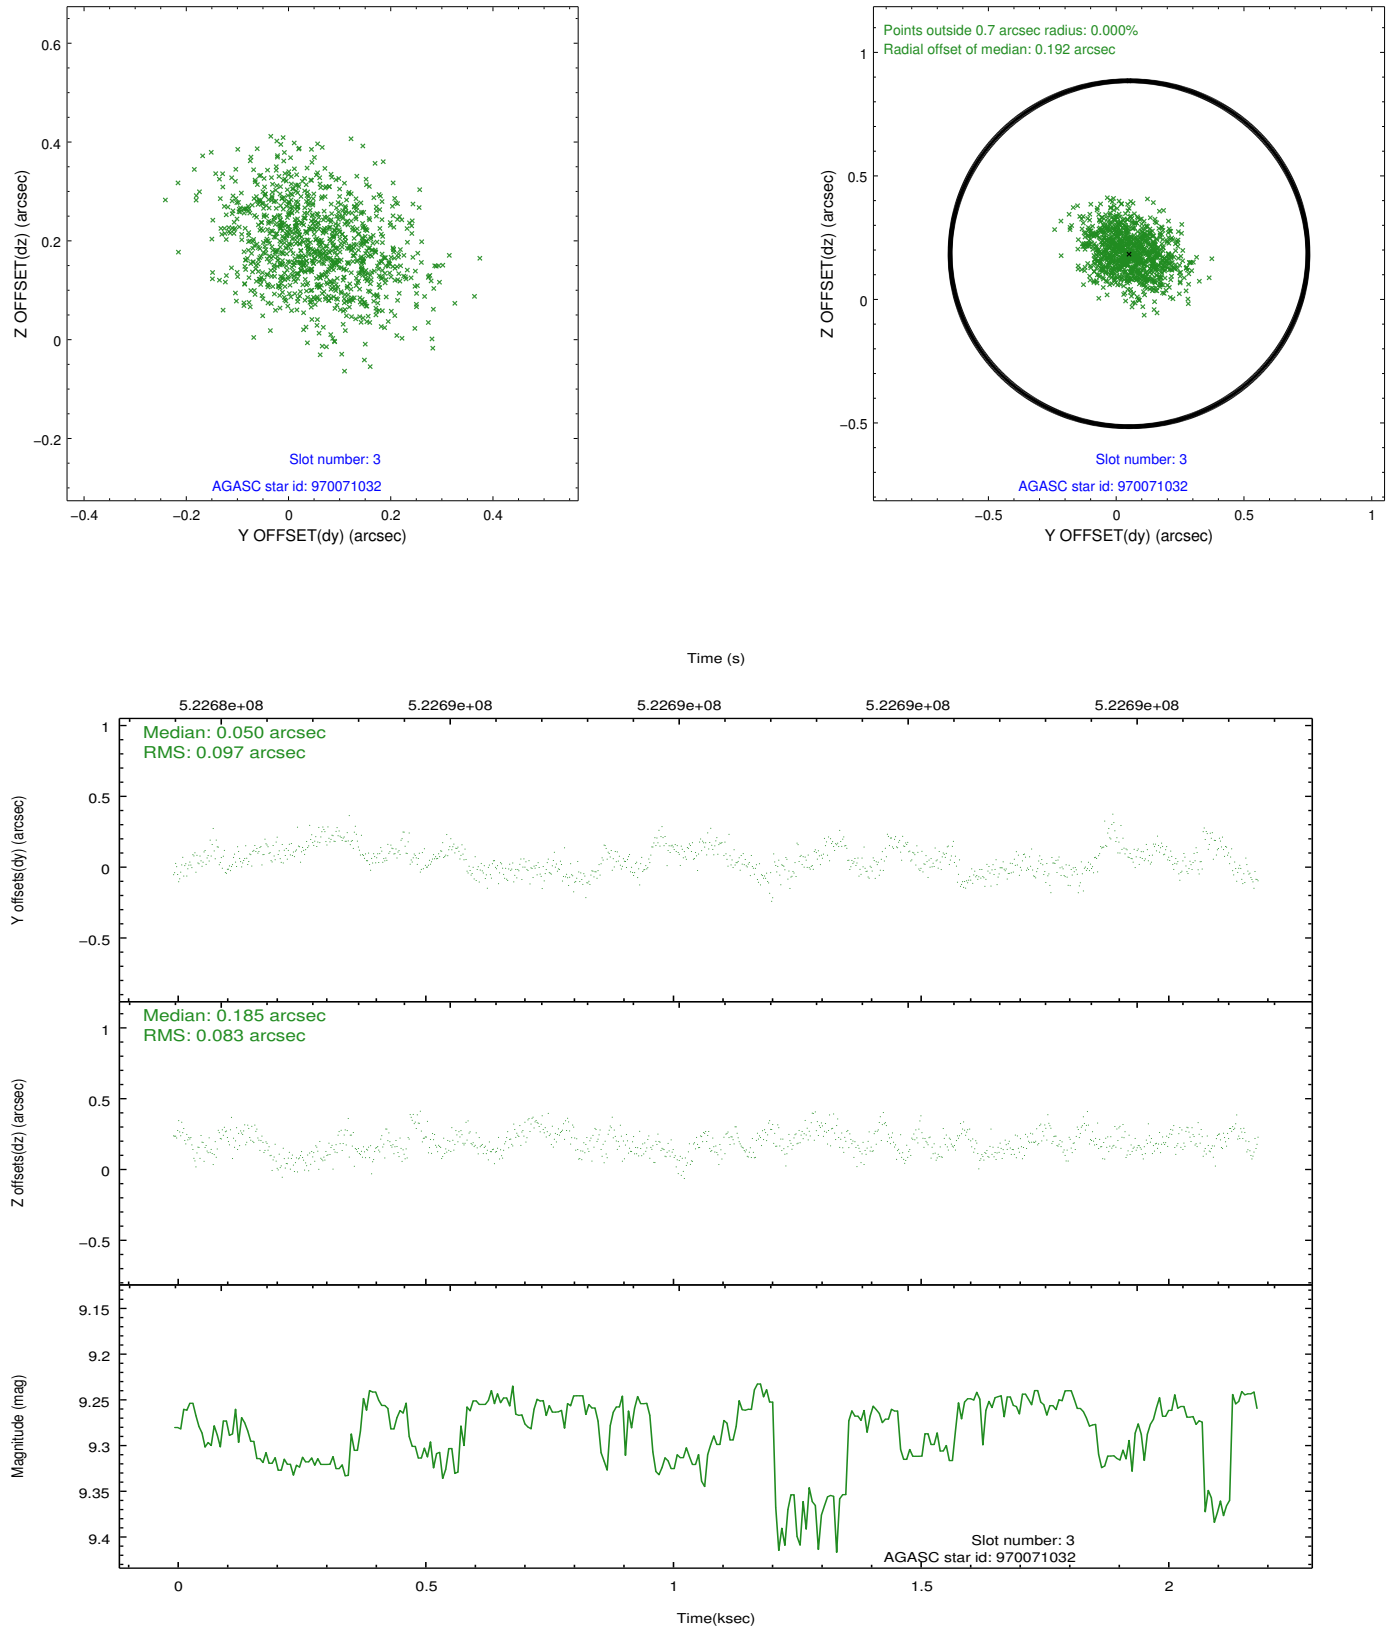 0.6
0.4
0.2
0
−0.2
Z OFFSET(dz) (arcsec)
Slot number: 3
AGASC star id: 970071032
−0.4 −0.2 0 0.2 0.4
Y OFFSET(dy) (arcsec)
Points outside 0.7 arcsec radius: 0.000%
Radial offset of median: 0.192 arcsec
1
0.5
0
−0.5
Z OFFSET(dz) (arcsec)
Slot number: 3
AGASC star id: 970071032
−0.5 0 0.5 1
Y OFFSET(dy) (arcsec)
Time (s)
5.2268e+08 5.2269e+08 5.2269e+08 5.2269e+08 5.2269e+08
Median: 0.050 arcsec
RMS: 0.097 arcsec
1
0.5
0
−0.5
Y offsets(dy) (arcsec)
Median: 0.185 arcsec
RMS: 0.083 arcsec
1
0.5
0
−0.5
Z offsets(dz) (arcsec)
9.15
9.2
9.25
9.3
9.35
9.4
Magnitude (mag)
Slot number: 3
AGASC star id: 970071032
0 0.5 1 1.5 2
Time(ksec)